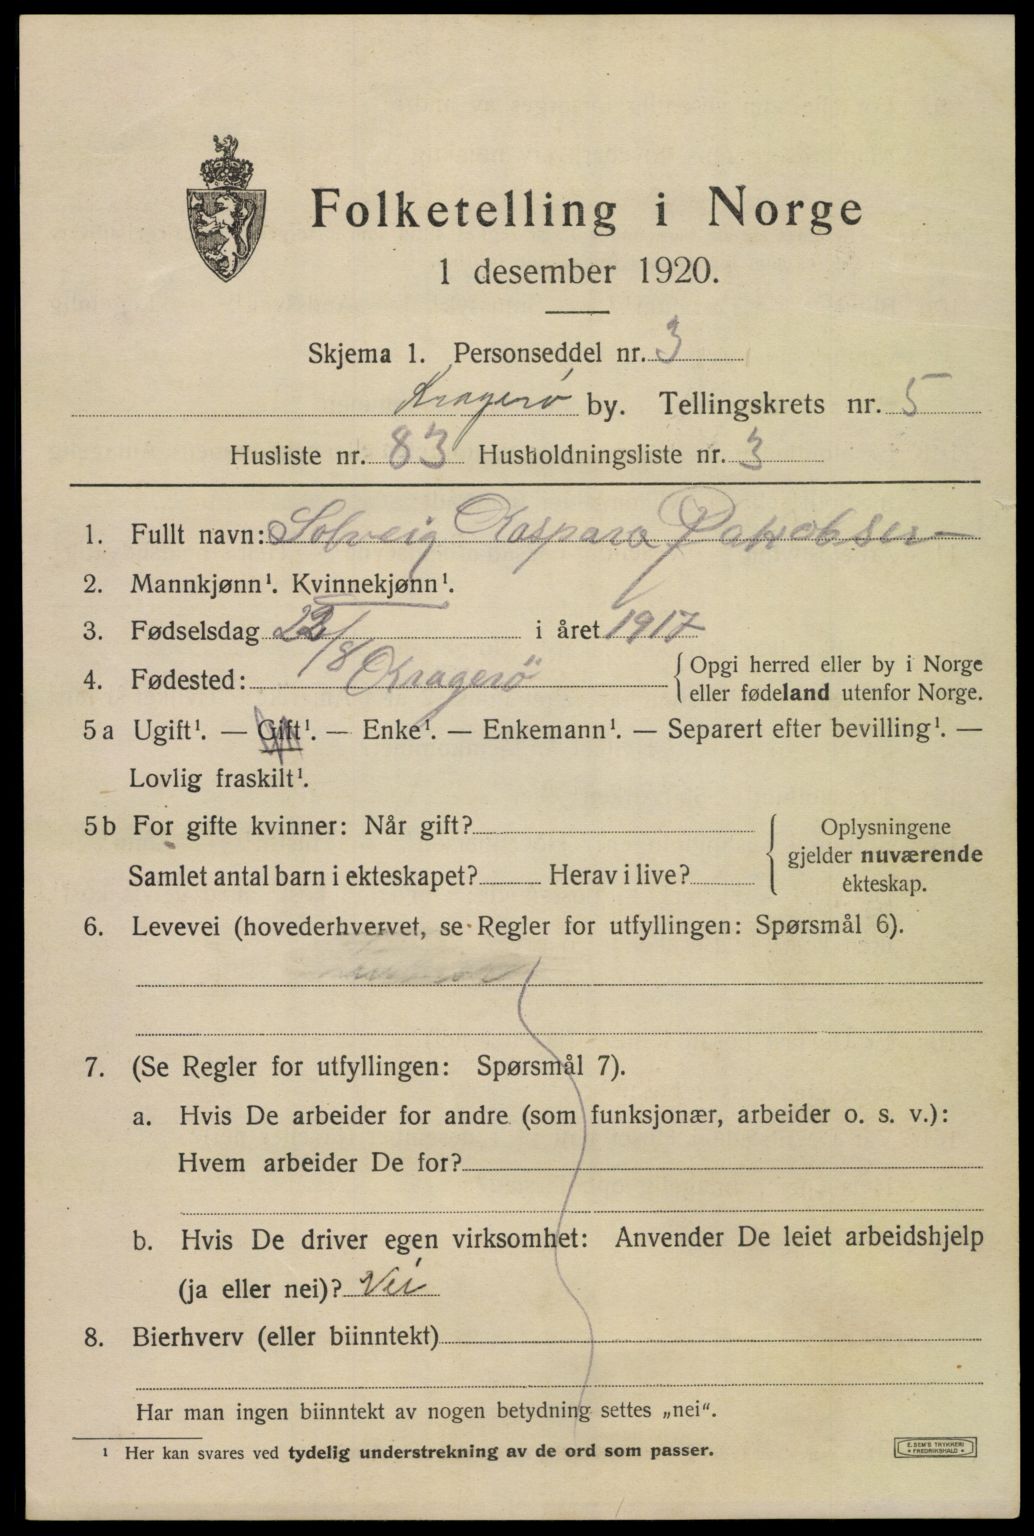 Folketelling i Norge
1 desember 1920.
Skjema 1. Personseddel nr. 3
Kragerø by. Tellingskrets nr. 5
Husliste nr. 83 Husholdningsliste nr. 3
1. Fullt navn: Solveig Kaspara Jakobsen
2. Mannkjønn¹. Kvinnekjønn¹.
3. Fødselsdag 22/8 i året 1917
4. Fødested: Kragerö { Opgi herred eller by i Norge
eller fødeland utenfor Norge.
5 a Ugift¹. — Gift¹. — Enke¹. — Enkemann¹. — Separert efter bevilling¹. —
Lovlig fraskilt¹.
5 b For gifte kvinner: Når gift?
Samlet antal barn i ekteskapet? Herav i live?
{ Oplysningene
gjelder nuværende
ekteskap.
6. Levevei (hovederhvervet, se Regler for utfyllingen: Spørsmål 6).
7. (Se Regler for utfyllingen: Spørsmål 7).
a. Hvis De arbeider for andre (som funksjonær, arbeider o. s. v.):
Hvem arbeider De for?
b. Hvis De driver egen virksomhet: Anvender De leiet arbeidshjelp
(ja eller nei)? Nei
8. Bierhverv (eller biinntekt)
Har man ingen biinntekt av nogen betydning settes „nei".
¹ Her kan svares ved tydelig understrekning av de ord som passer.
E. SEM'S TRYKKERI
• FREDRIKSHALD •